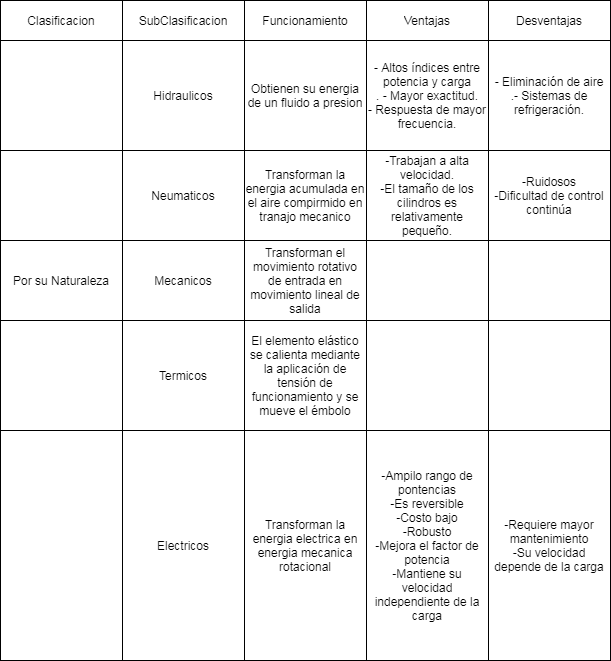 Clasificacion
SubClasificacion
Funcionamiento
Ventajas
Desventajas
Hidraulicos
Obtienen su energia
de un fluido a presion
- Altos índices entre
potencia y carga
. - Mayor exactitud.
- Respuesta de mayor
frecuencia.
- Eliminación de aire
.- Sistemas de
refrigeración.
Neumaticos
Transforman la
energia acumulada en
el aire compirmido en
tranajo mecanico
-Trabajan a alta
velocidad.
-El tamaño de los
cilindros es
relativamente
pequeño.
-Ruidosos
-Dificultad de control
continúa
Por su Naturaleza
Mecanicos
Transforman el
movimiento rotativo
de entrada en
movimiento lineal de
salida
Termicos
El elemento elástico
se calienta mediante
la aplicación de
tensión de
funcionamiento y se
mueve el émbolo
Electricos
Transforman la
energia electrica en
energia mecanica
rotacional
-Ampilo rango de
pontencias
-Es reversible
-Costo bajo
-Robusto
-Mejora el factor de
potencia
-Mantiene su
velocidad
independiente de la
carga
-Requiere mayor
mantenimiento
-Su velocidad
depende de la carga